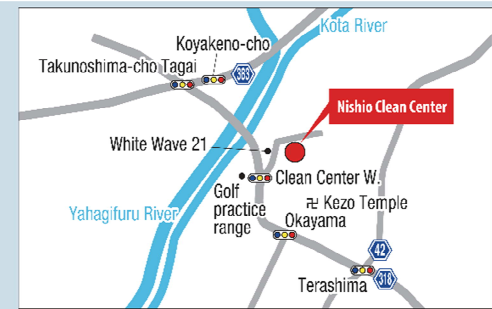 Kota River
Koyakeno-cho
Takunoshima-cho Tagai
383
Nishio Clean Center
White Wave 21
Clean Center W.
Golf
practice
range
卍 Kezo Temple
Yahagifuru River
Okayama
42
Terashima
318